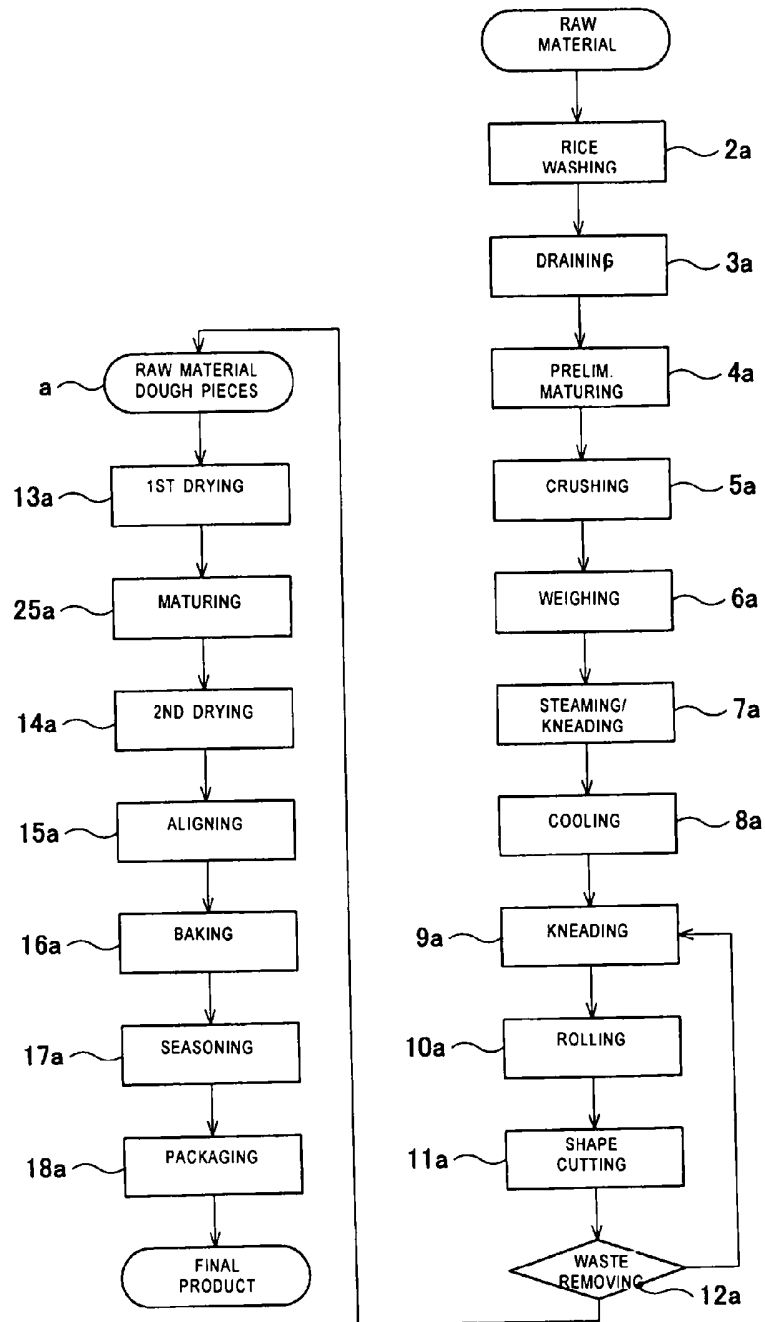 RAW
MATERIAL
RICE
WASHING
2a
DRAINING
3a
PRELIM.
MATURING
4a
CRUSHING
5a
WEIGHING
6a
STEAMING/
KNEADING
7a
COOLING
8a
KNEADING
9a
ROLLING
10a
SHAPE
CUTTING
11a
WASTE
REMOVING
12a
a
RAW MATERIAL
DOUGH PIECES
1ST DRYING
13a
MATURING
25a
2ND DRYING
14a
ALIGNING
15a
BAKING
16a
SEASONING
17a
PACKAGING
18a
FINAL
PRODUCT